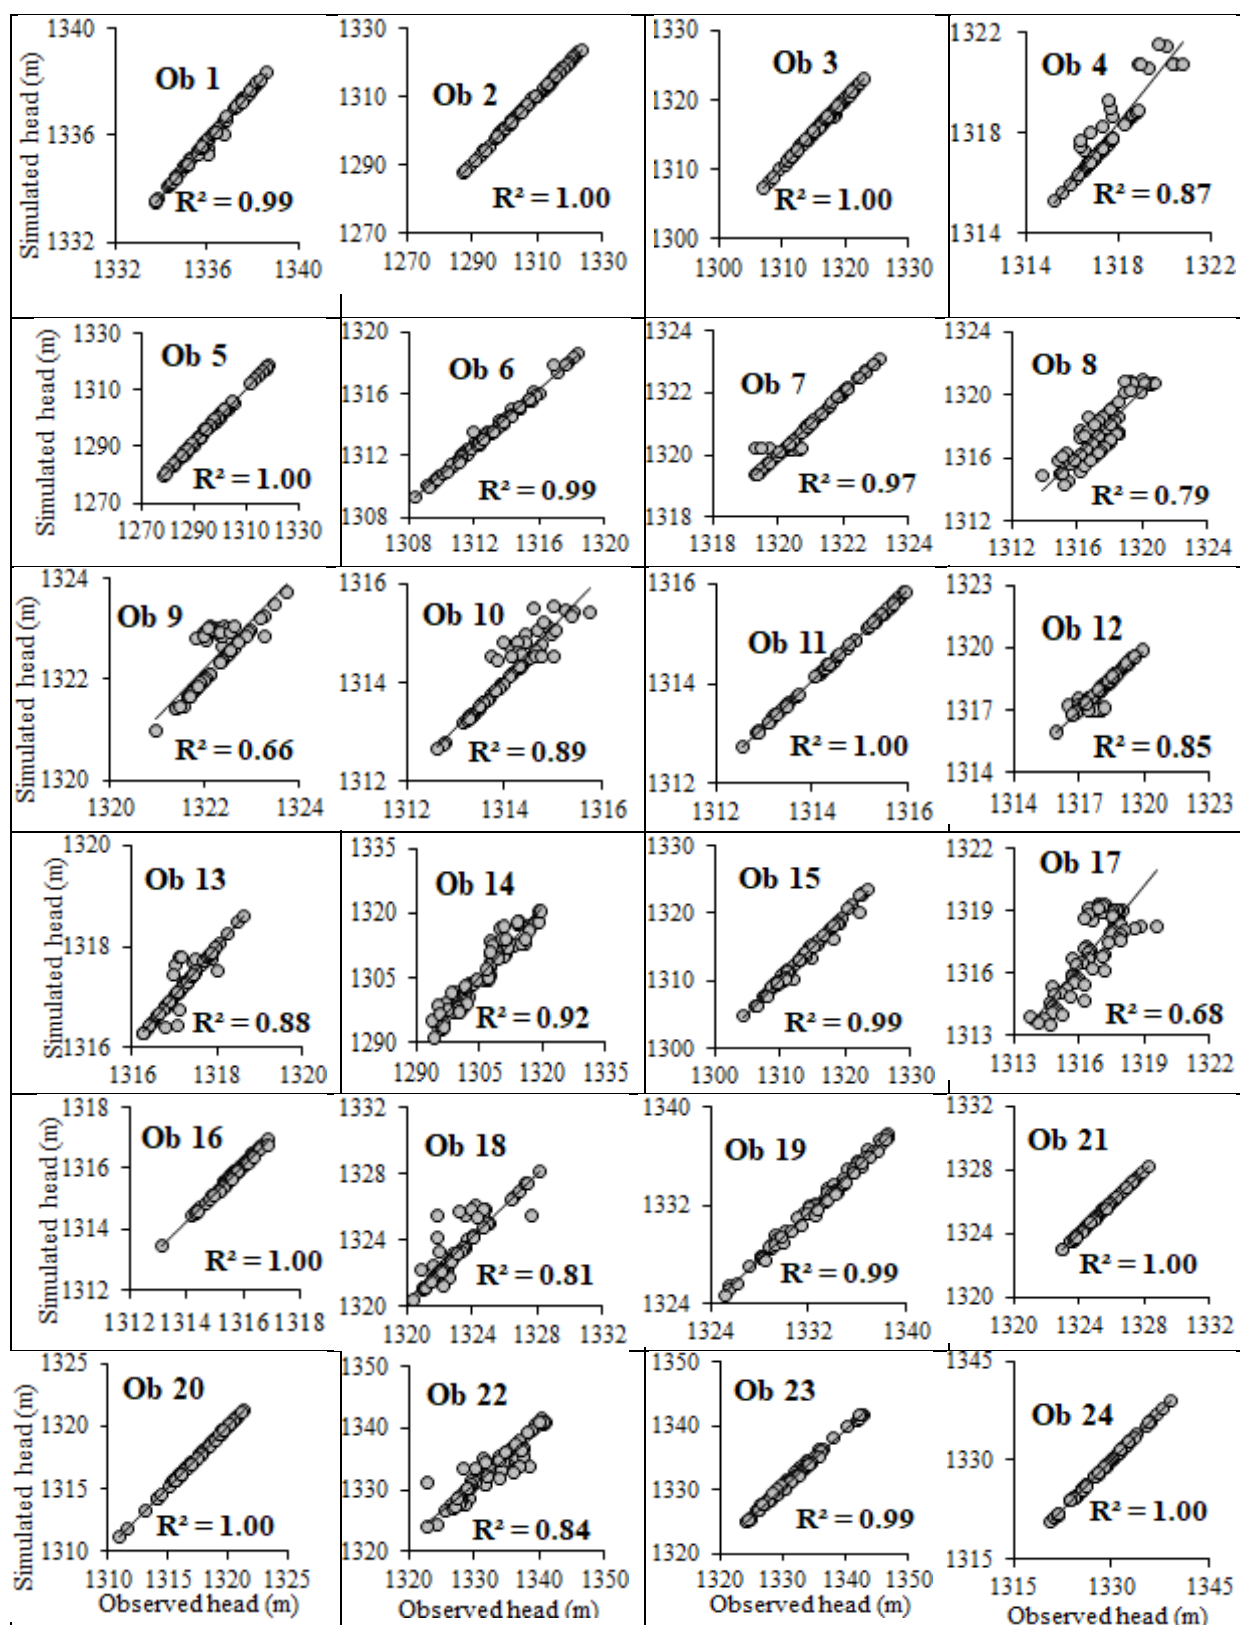 Simulated head (m)
1340
1336
1332
1332 1336 1340
Ob 1
R² = 0.99
1330
1310
1290
1270
1270 1290 1310 1330
Ob 2
R² = 1.00
1330
1320
1310
1300
1300 1310 1320 1330
Ob 3
R² = 1.00
1322
1318
1314
1314 1318 1322
Ob 4
R² = 0.87
Simulated head (m)
1330
1310
1290
1270
1270 1290 1310 1330
Ob 5
R² = 1.00
1320
1316
1312
1308
1308 1312 1316 1320
Ob 6
R² = 0.99
1324
1322
1320
1318
1318 1320 1322 1324
Ob 7
R² = 0.97
1324
1320
1316
1312
1312 1316 1320 1324
Ob 8
R² = 0.79
Simulated head (m)
1324
1322
1320
1320 1322 1324
Ob 9
R² = 0.66
1316
1314
1312
1312 1314 1316
Ob 10
R² = 0.89
1316
1314
1312
1312 1314 1316
Ob 11
R² = 1.00
1323
1320
1317
1314
1314 1317 1320 1323
Ob 12
R² = 0.85
Simulated head (m)
1320
1318
1316
1316 1318 1320
Ob 13
R² = 0.88
1335
1320
1305
1290
1290 1305 1320 1335
Ob 14
R² = 0.92
1330
1320
1310
1300
1300 1310 1320 1330
Ob 15
R² = 0.99
1322
1319
1316
1313
1313 1316 1319 1322
Ob 17
R² = 0.68
Simulated head (m)
1318
1316
1314
1312
1312 1314 1316 1318
Ob 16
R² = 1.00
1332
1328
1324
1320
1320 1324 1328 1332
Ob 18
R² = 0.81
1340
1332
1324
1324 1332 1340
Ob 19
R² = 0.99
1332
1328
1324
1320
1320 1324 1328 1332
Ob 21
R² = 1.00
Simulated head (m)
1325
1320
1315
1310
1310 1315 1320 1325
Ob 20
R² = 1.00
Observed head (m)
1350
1340
1330
1320
1320 1330 1340 1350
Ob 22
R² = 0.84
Observed head (m)
1350
1340
1330
1320
1320 1330 1340 1350
Ob 23
R² = 0.99
Observed head (m)
1345
1330
1315
1315 1330 1345
Ob 24
R² = 1.00
Observed head (m)